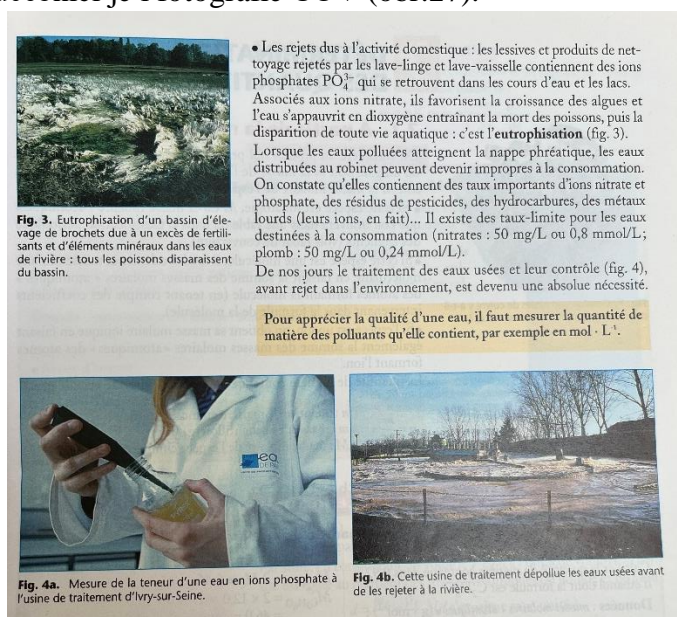 • Les rejets dus à l'activité domestique : les lessives et produits de net-
toyage rejetés par les lave-linge et lave-vaisselle contiennent des ions
phosphates PO₄³⁻ qui se retrouvent dans les cours d'eau et les lacs.
Associés aux ions nitrate, ils favorisent la croissance des algues et
l'eau s'appauvrit en dioxygène entraînant la mort des poissons, puis la
disparition de toute vie aquatique : c'est l'eutrophisation (fig. 3).
Lorsque les eaux polluées atteignent la nappe phréatique, les eaux
distribuées au robinet peuvent devenir impropres à la consommation.
On constate qu'elles contiennent des taux importants d'ions nitrate et
phosphate, des résidus de pesticides, des hydrocarbures, des métaux
lourds (leurs ions, en fait)... Il existe des taux-limite pour les eaux
destinées à la consommation (nitrates : 50 mg/L ou 0,8 mmol/L;
plomb : 50 mg/L ou 0,24 mmol/L).
De nos jours le traitement des eaux usées et leur contrôle (fig. 4),
avant rejet dans l'environnement, est devenu une absolue nécessité.
Fig. 3. Eutrophisation d'un bassin d'éle-
vage de brochets due à un excès de fertili-
sants et d'éléments minéraux dans les eaux
de rivière : tous les poissons disparaissent
du bassin.
Pour apprécier la qualité d'une eau, il faut mesurer la quantité de
matière des polluants qu'elle contient, par exemple en mol · L⁻¹.
Fig. 4a. Mesure de la teneur d'une eau en ions phosphate à
l'usine de traitement d'Ivry-sur-Seine.
Fig. 4b. Cette usine de traitement dépollue les eaux usées avant
de les rejeter à la rivière.